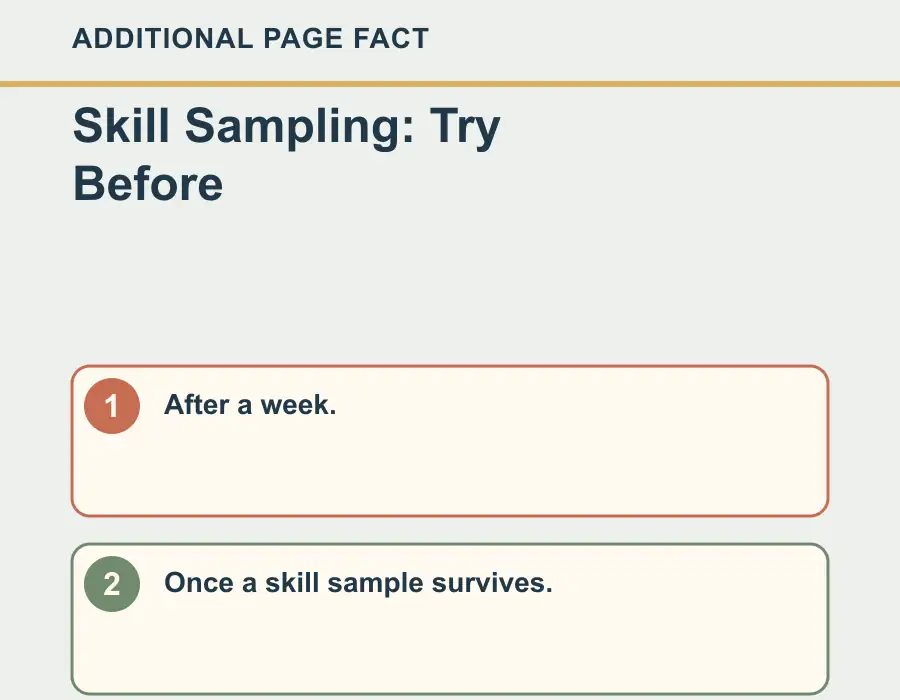 ADDITIONAL PAGE FACT
Skill Sampling: Try
Before
1
After a week.
2
Once a skill sample survives.